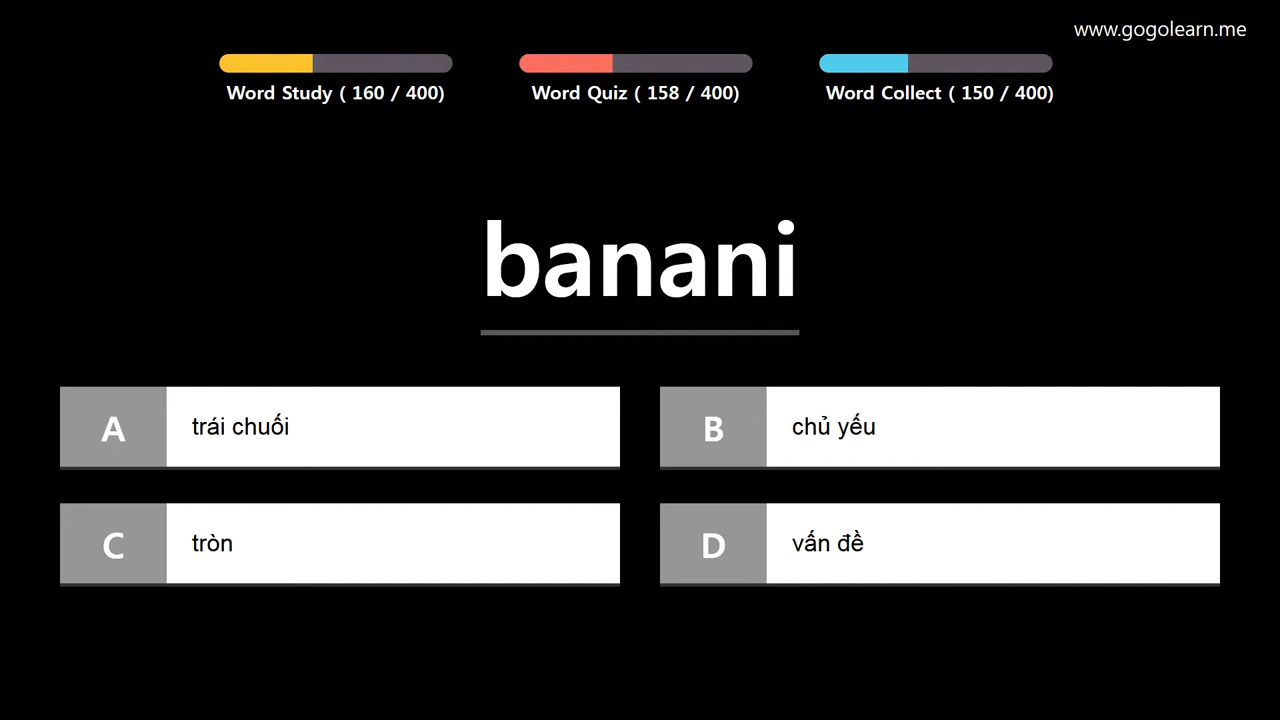 www.gogolearn.me
Word Study ( 160 / 400)
Word Quiz ( 158 / 400)
Word Collect ( 150 / 400)
banani
A
trái chuối
B
chủ yếu
C
tròn
D
vấn đề